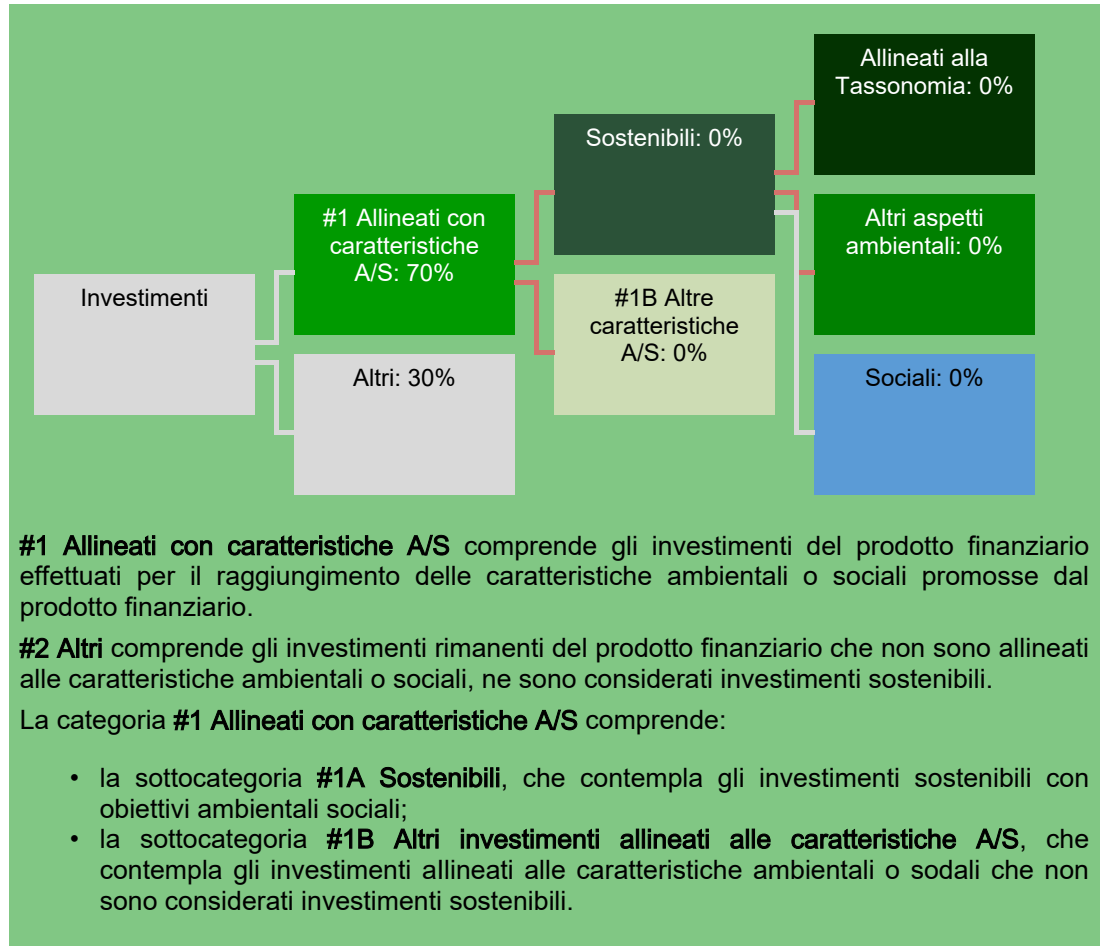 Allineati alla
Tassonomia: 0%
Sostenibili: 0%
#1 Allineati con
caratteristiche
A/S: 70%
Altri aspetti
ambientali: 0%
Investimenti
#1B Altre
caratteristiche
A/S: 0%
Altri: 30%
Sociali: 0%
#1 Allineati con caratteristiche A/S comprende gli investimenti del prodotto finanziario
effettuati per il raggiungimento delle caratteristiche ambientali o sociali promosse dal
prodotto finanziario.
#2 Altri comprende gli investimenti rimanenti del prodotto finanziario che non sono allineati
alle caratteristiche ambientali o sociali, ne sono considerati investimenti sostenibili.
La categoria #1 Allineati con caratteristiche A/S comprende:
• la sottocategoria #1A Sostenibili, che contempla gli investimenti sostenibili con
obiettivi ambientali sociali;
• la sottocategoria #1B Altri investimenti allineati alle caratteristiche A/S, che
contempla gli investimenti allineati alle caratteristiche ambientali o sodali che non
sono considerati investimenti sostenibili.